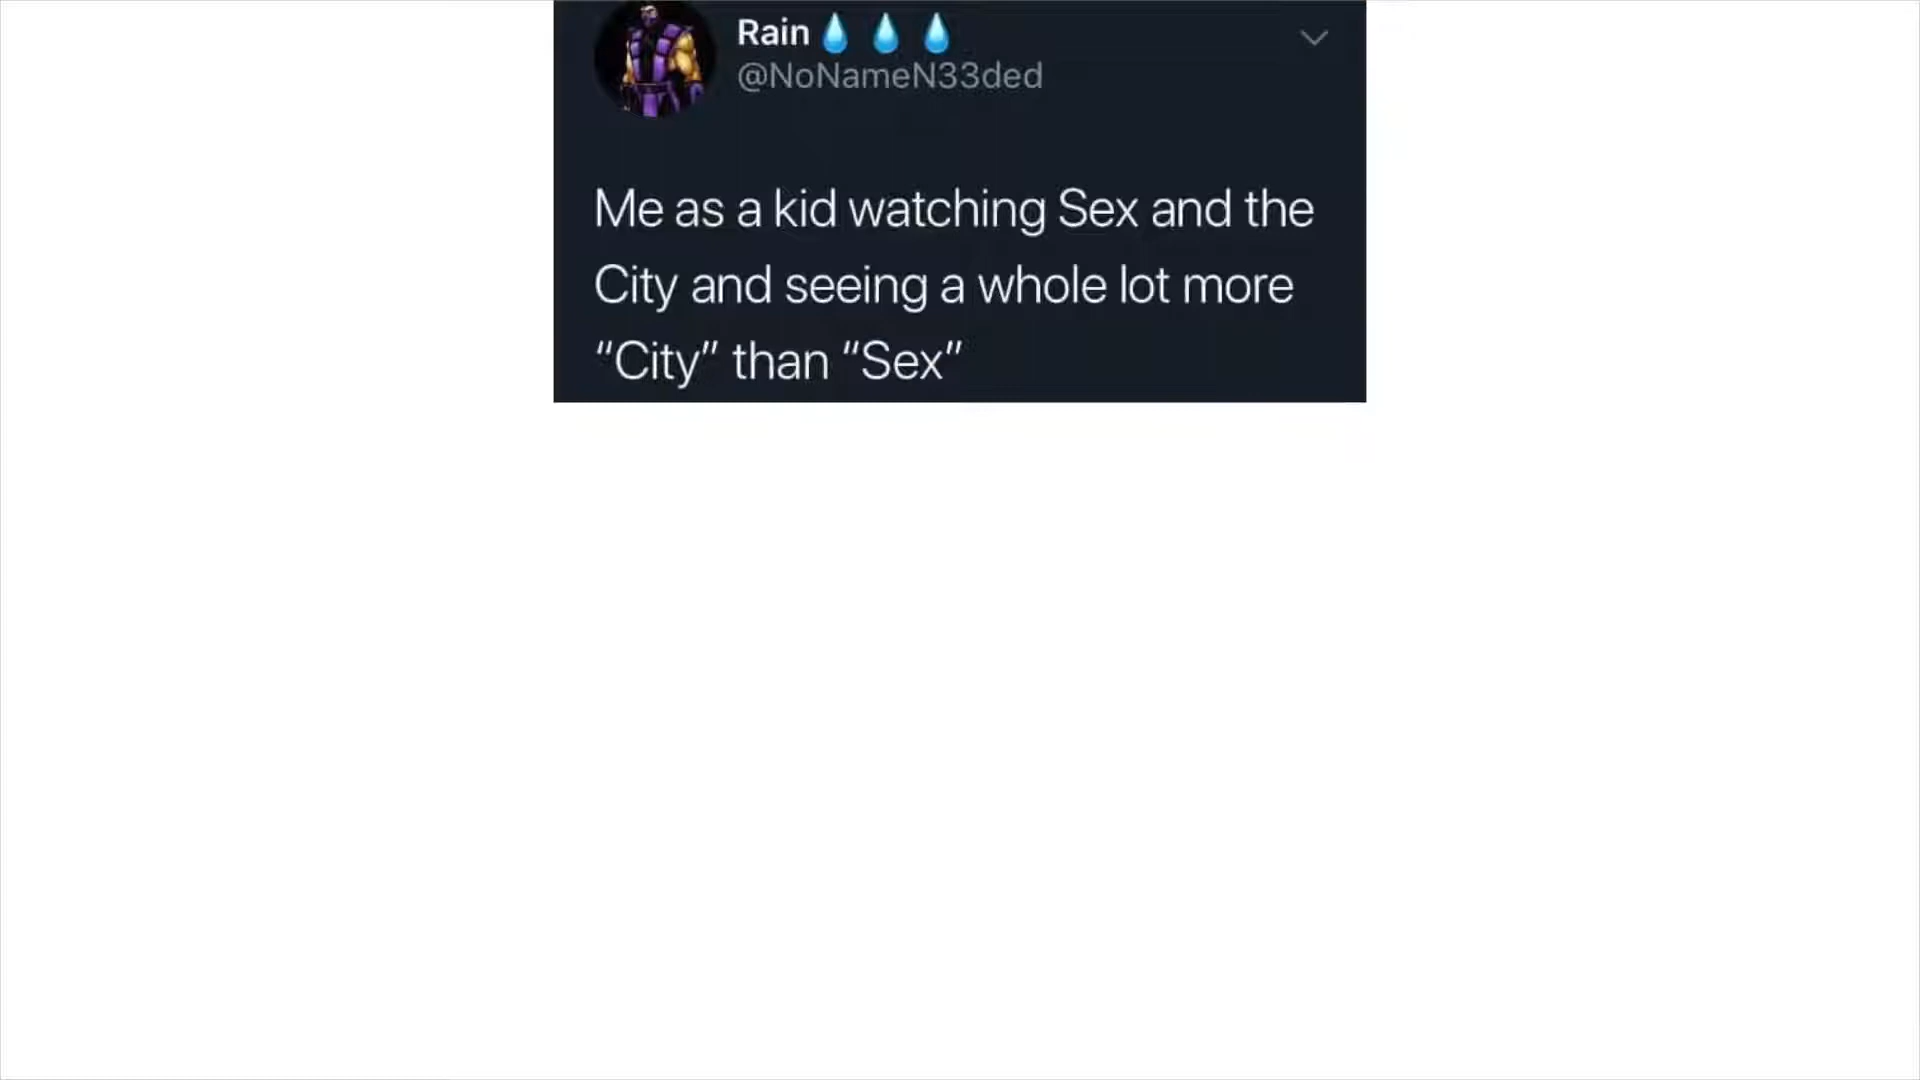 Rain💧💧💧
@NoNameN33ded
Me as a kid watching Sex and the
City and seeing a whole lot more
“City” than “Sex”